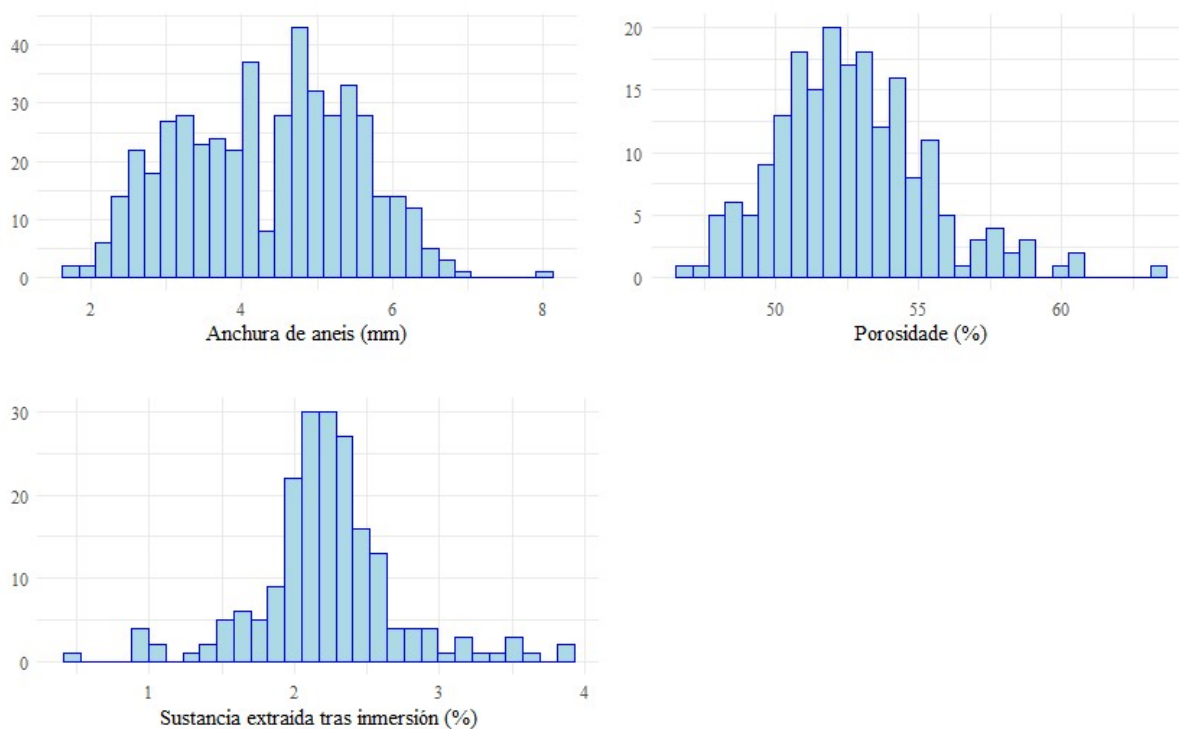 40
30
20
10
0
2 4 6 8
Anchura de aneis (mm)
20
15
10
5
0
50 55 60
Porosidade (%)
30
20
10
0
1 2 3 4
Sustancia extraida tras inmersión (%)